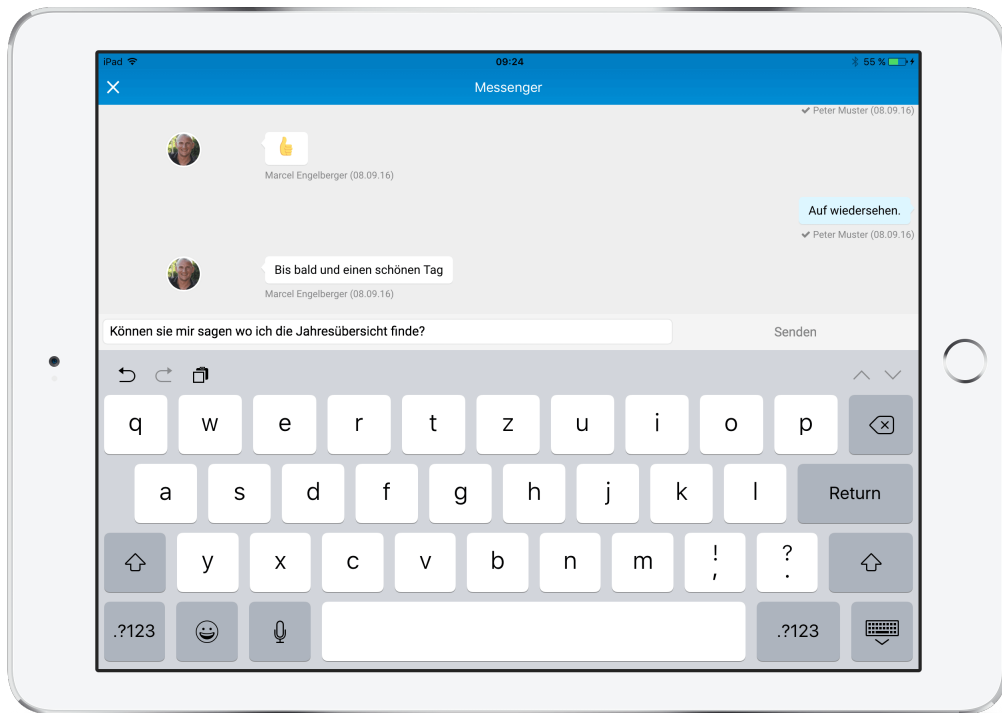 iPad 09:24 55 %
Messenger
Peter Muster (08.09.16)
Marcel Engelberger (08.09.16)
Auf wiedersehen.
Peter Muster (08.09.16)
Bis bald und einen schönen Tag
Marcel Engelberger (08.09.16)
Können sie mir sagen wo ich die Jahresübersicht finde? Senden
q w e r t z u i o p
a s d f g h j k l Return
y x c v b n m ! , ? .
.?123 .?123